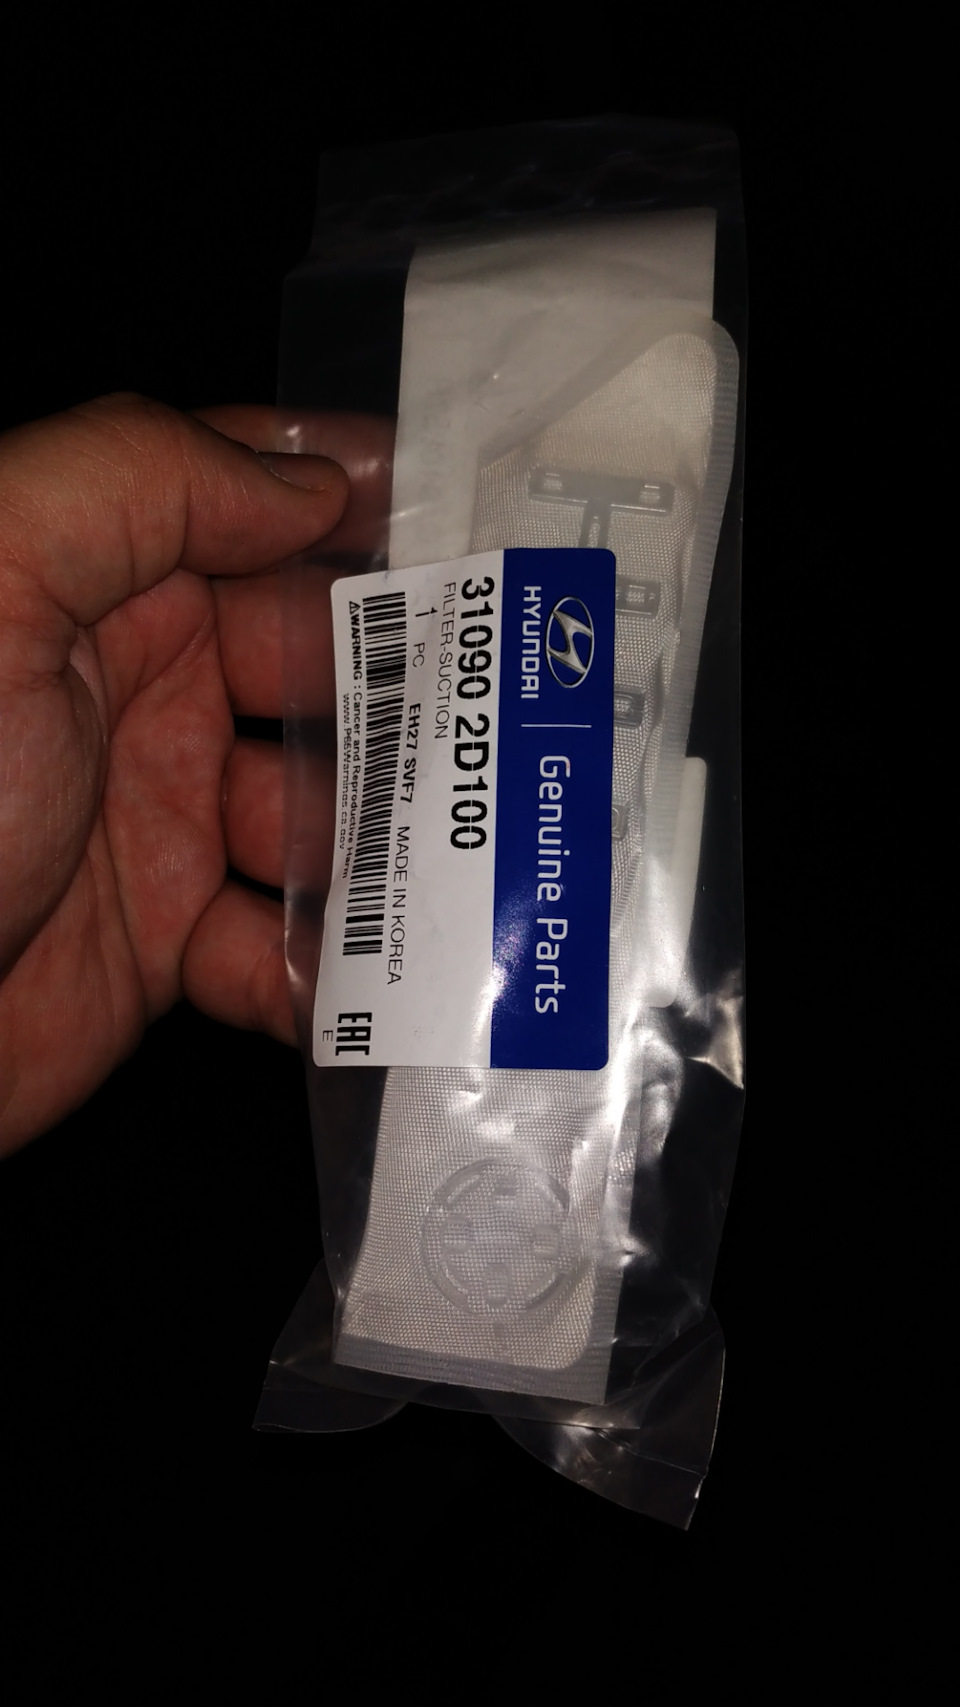 HYUNDAI | Genuine Parts
31090 2D100
FILTER-SUCTION
1 PC EH27 SVF7 MADE IN KOREA
⚠WARNING : Cancer and Reproductive Harm
www.P65Warnings.ca.gov
EAC
E